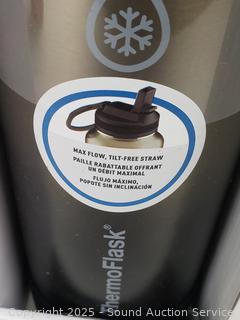 MAX FLOW, TILT-FREE STRAW
PAILLE RABATTABLE OFFRANT
UN DÉBIT MAXIMAL
FLUJO MÁXIMO,
POPOTE SIN INCLINACIÓN
ThermoFlask®
Copyright © 2025 - Sound Auction Service